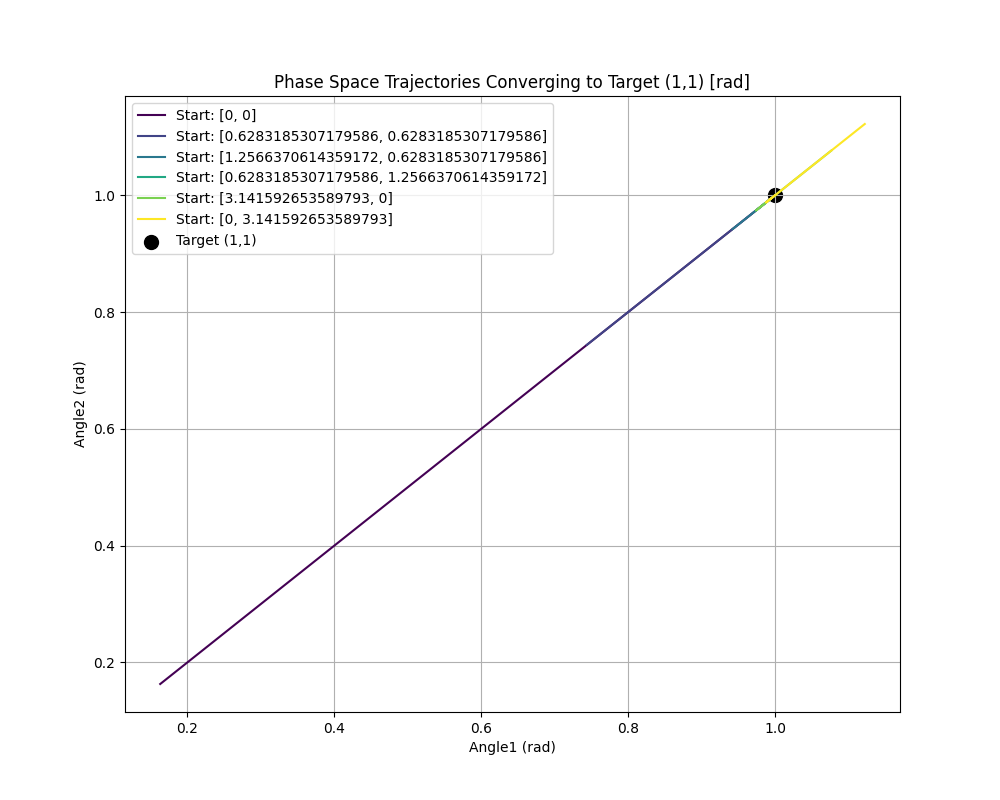 Phase Space Trajectories Converging to Target (1,1) [rad]
Start: [0, 0]
Start: [0.6283185307179586, 0.6283185307179586]
Start: [1.2566370614359172, 0.6283185307179586]
Start: [0.6283185307179586, 1.2566370614359172]
Start: [3.141592653589793, 0]
Start: [0, 3.141592653589793]
Target (1,1)
1.0
0.8
0.6
0.4
0.2
Angle2 (rad)
0.2 0.4 0.6 0.8 1.0
Angle1 (rad)